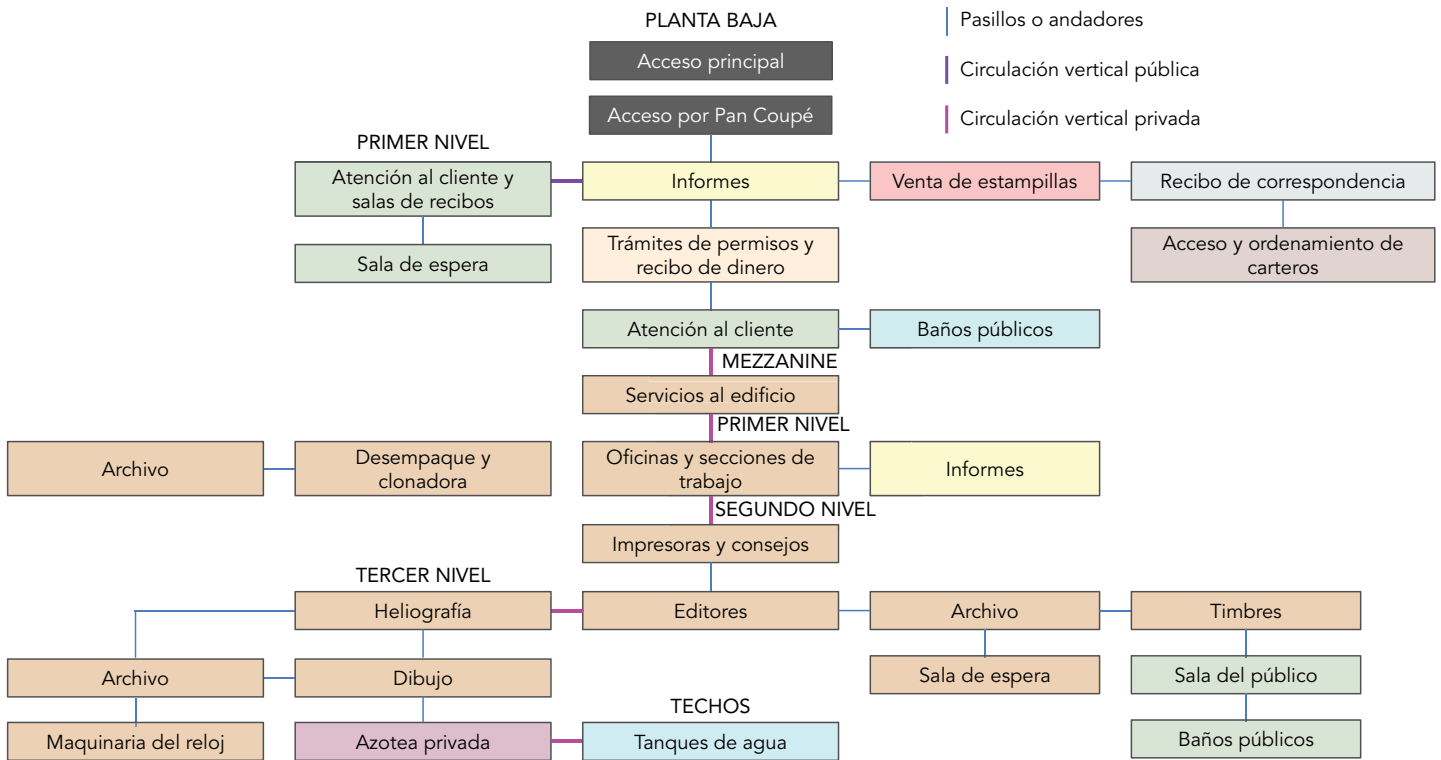 PLANTA BAJA
Acceso principal
Acceso por Pan Coupé
Pasillos o andadores
Circulación vertical pública
Circulación vertical privada
PRIMER NIVEL
Atención al cliente y
salas de recibos
Informes
Venta de estampillas
Recibo de correspondencia
Sala de espera
Trámites de permisos y
recibo de dinero
Acceso y ordenamiento de
carteros
Atención al cliente
Baños públicos
MEZZANINE
Servicios al edificio
PRIMER NIVEL
Archivo
Desempaque y
clonadora
Oficinas y secciones de
trabajo
Informes
SEGUNDO NIVEL
Impresoras y consejos
TERCER NIVEL
Heliografía
Editores
Archivo
Timbres
Archivo
Dibujo
Sala de espera
Sala del público
TECHOS
Maquinaria del reloj
Azotea privada
Tanques de agua
Baños públicos